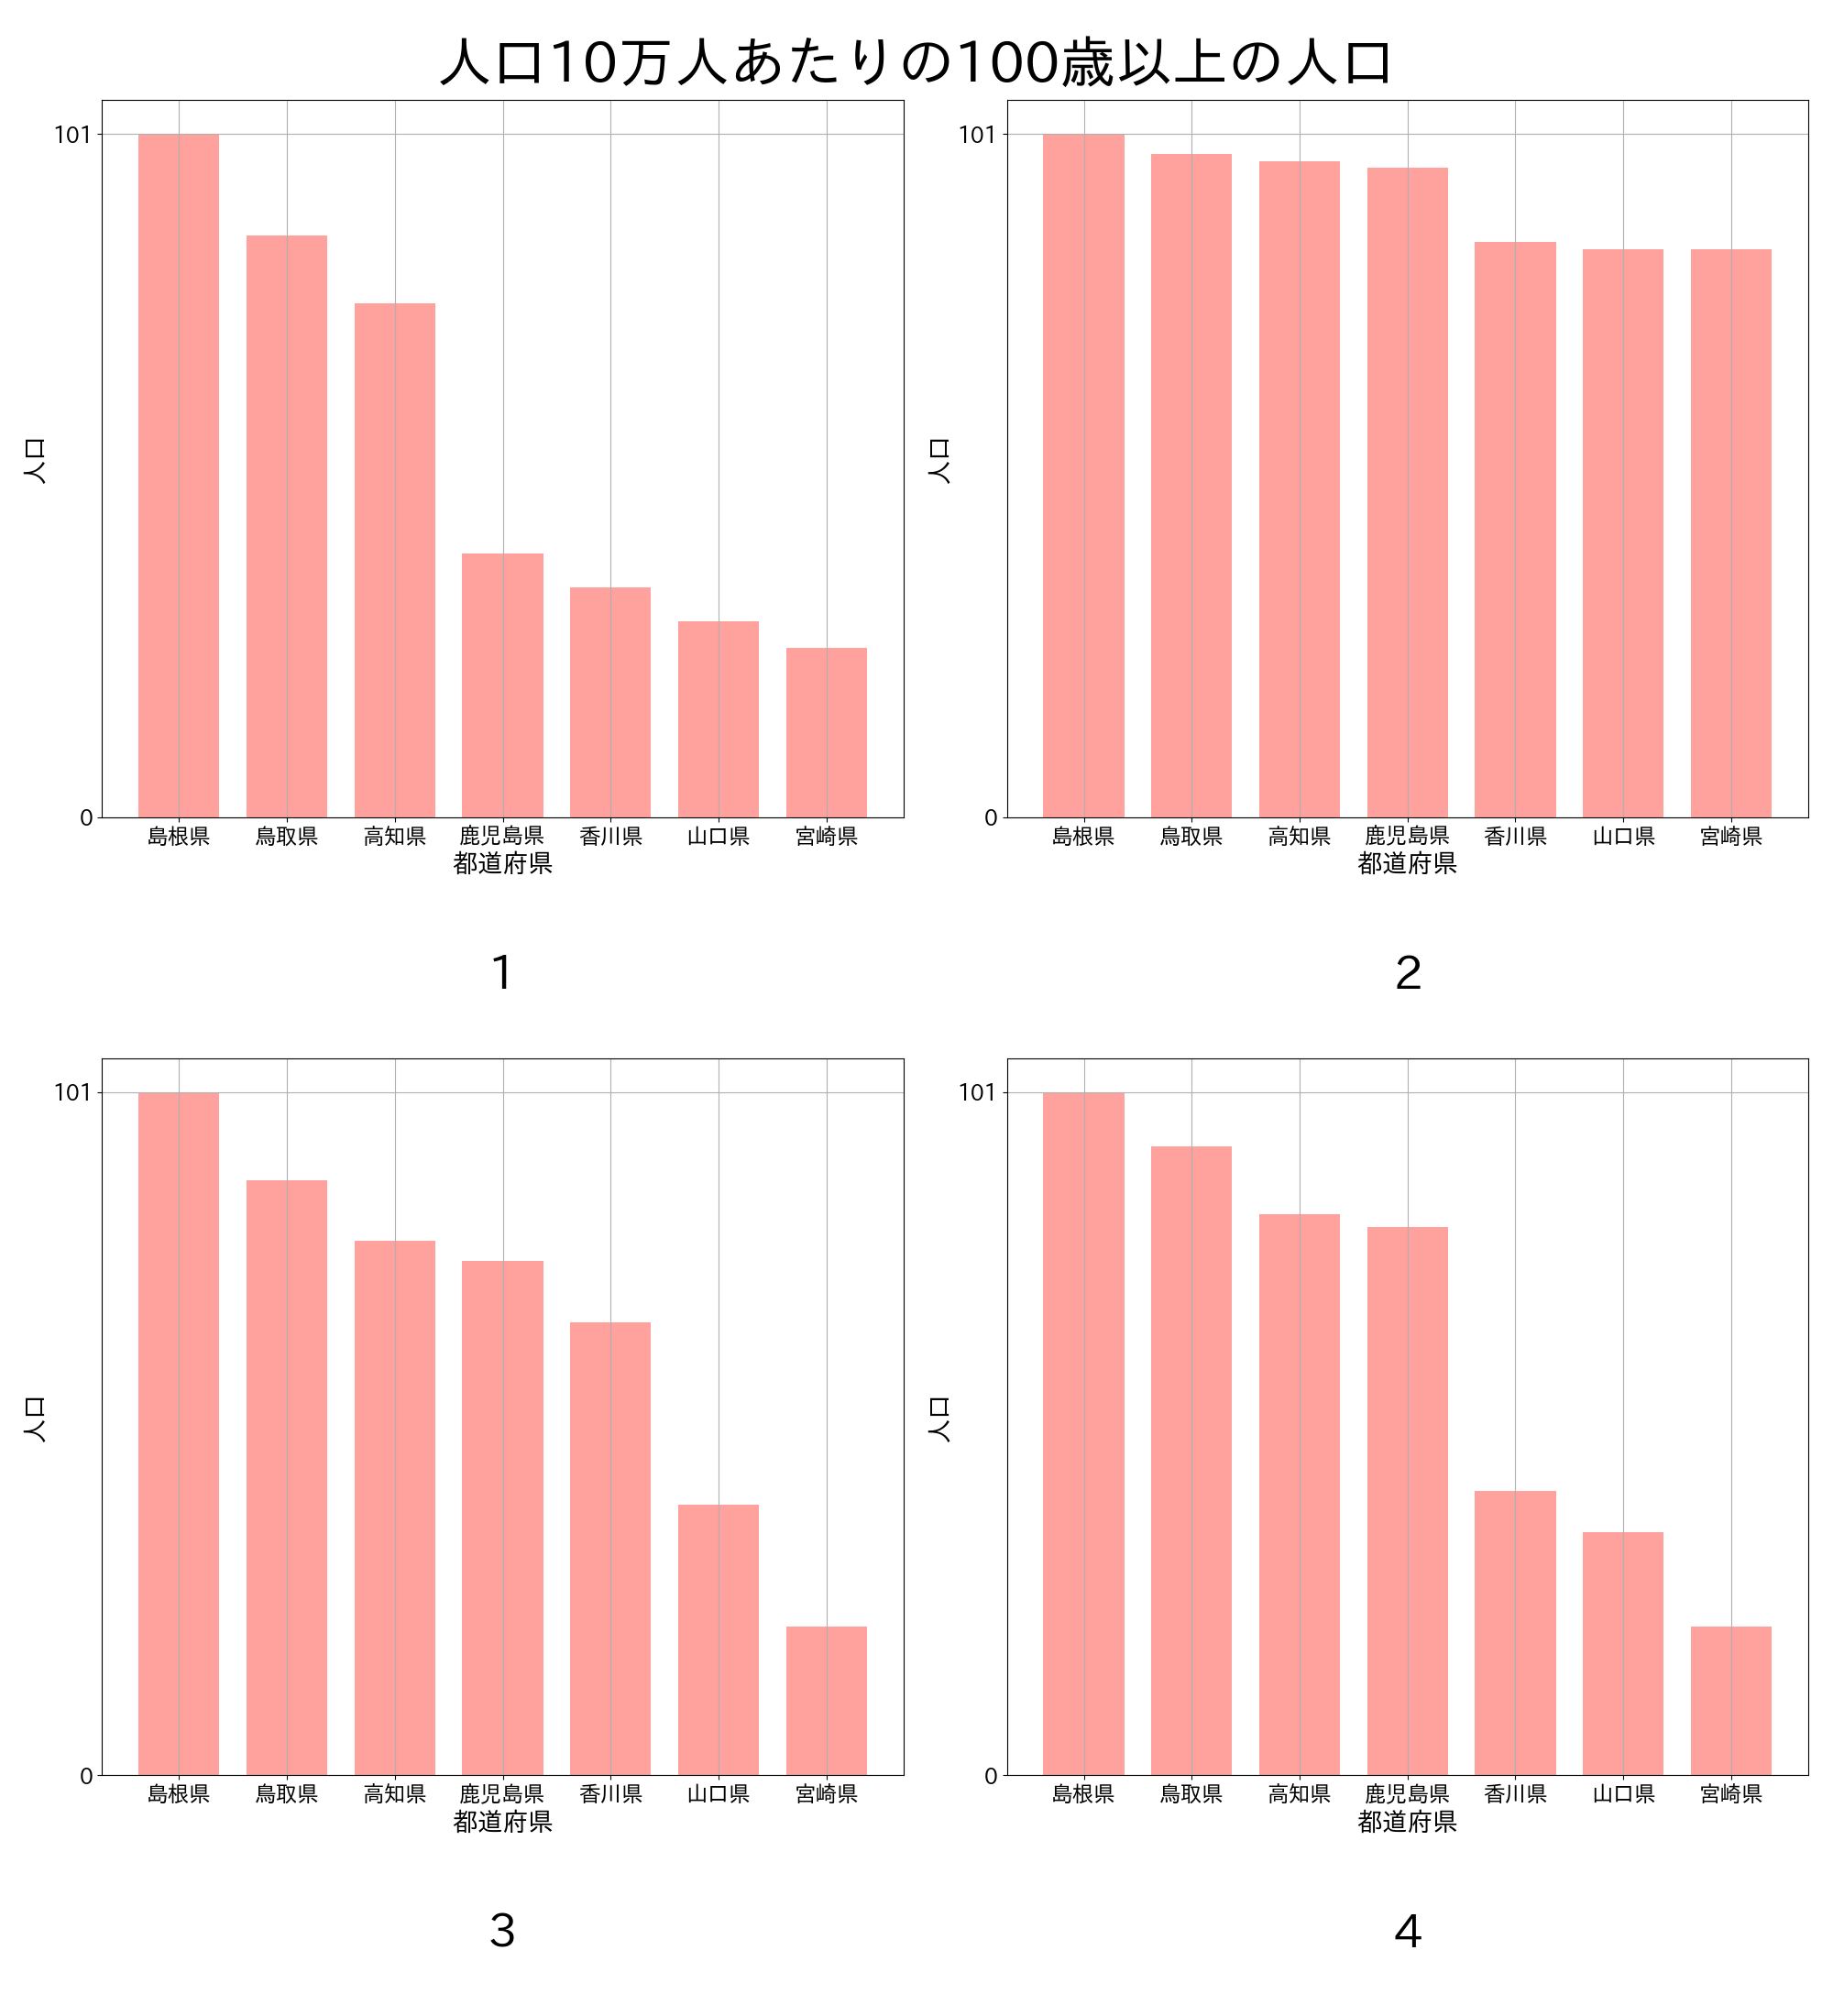 人口10万人あたりの100歳以上の人口
101
0
人口
島根県 鳥取県 高知県 鹿児島県 香川県 山口県 宮崎県
都道府県
1
101
0
人口
島根県 鳥取県 高知県 鹿児島県 香川県 山口県 宮崎県
都道府県
2
101
0
人口
島根県 鳥取県 高知県 鹿児島県 香川県 山口県 宮崎県
都道府県
3
101
0
人口
島根県 鳥取県 高知県 鹿児島県 香川県 山口県 宮崎県
都道府県
4